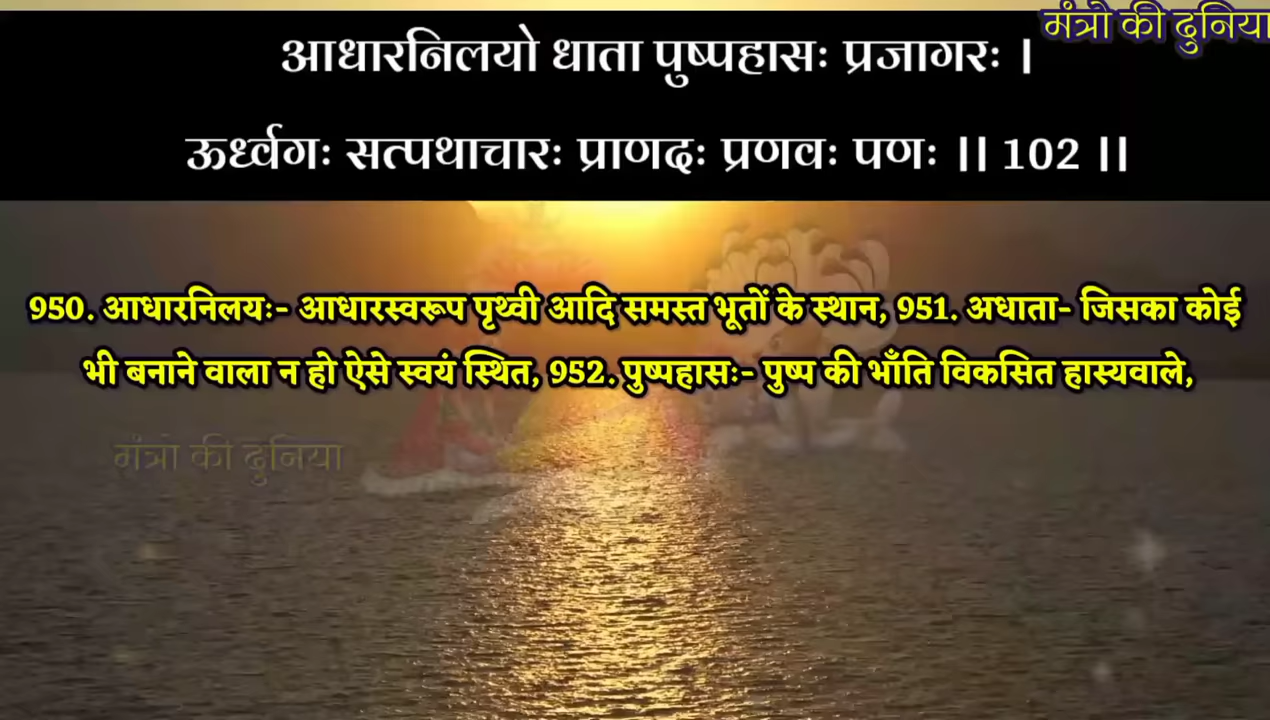 मंत्रो की दुनिया
आधारनिलयो धाता पुष्पहासः प्रजागरः ।
ऊर्ध्वगः सत्पथाचारः प्राणदः प्रणवः पणः ।। 102 ।।
950. आधारनिलयः- आधारस्वरूप पृथ्वी आदि समस्त भूतों के स्थान, 951. अधाता- जिसका कोई
भी बनाने वाला न हो ऐसे स्वयं स्थित, 952. पुष्पहासः- पुष्प की भाँति विकसित हास्यवाले,
मंत्रो की दुनिया